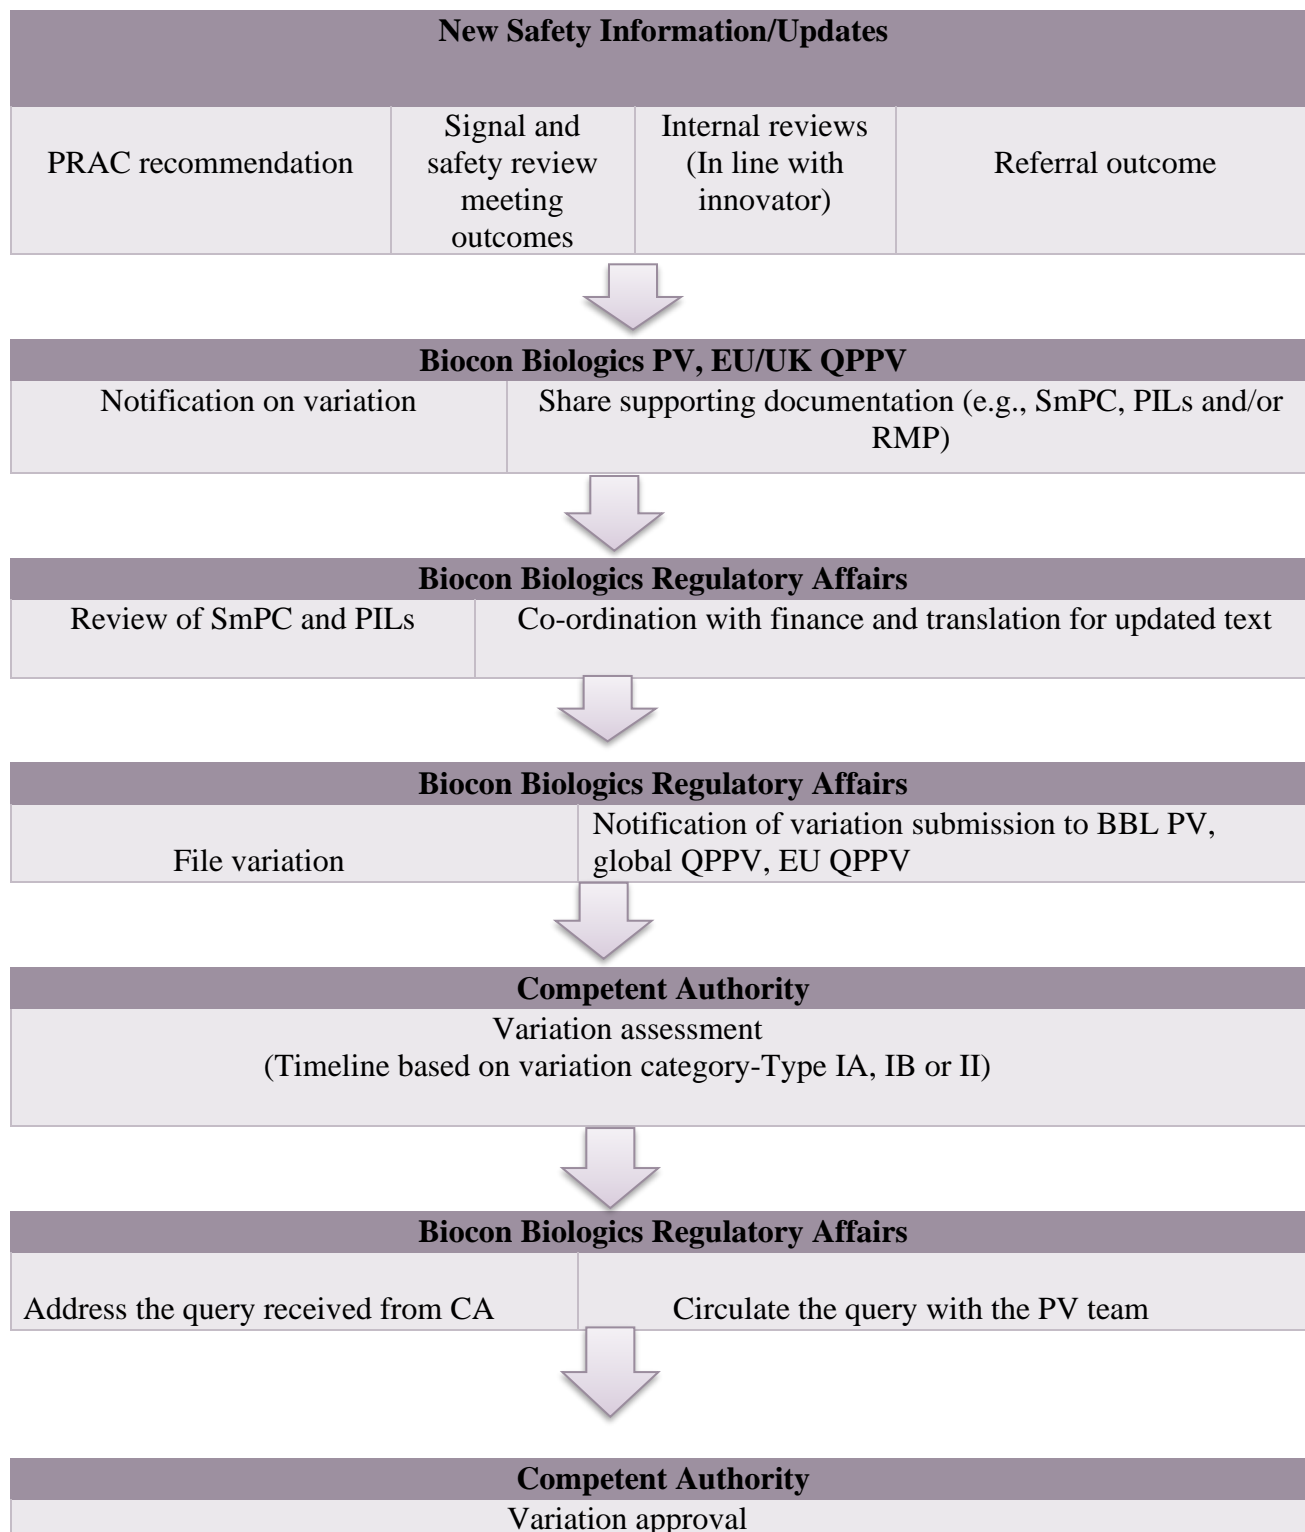 New Safety Information/Updates
PRAC recommendation
Signal and
safety review
meeting
outcomes
Internal reviews
(In line with
innovator)
Referral outcome
Biocon Biologics PV, EU/UK QPPV
Notification on variation
Share supporting documentation (e.g., SmPC, PILs and/or
RMP)
Biocon Biologics Regulatory Affairs
Review of SmPC and PILs
Co-ordination with finance and translation for updated text
Biocon Biologics Regulatory Affairs
File variation
Notification of variation submission to BBL PV,
global QPPV, EU QPPV
Competent Authority
Variation assessment
(Timeline based on variation category-Type IA, IB or II)
Biocon Biologics Regulatory Affairs
Address the query received from CA
Circulate the query with the PV team
Competent Authority
Variation approval